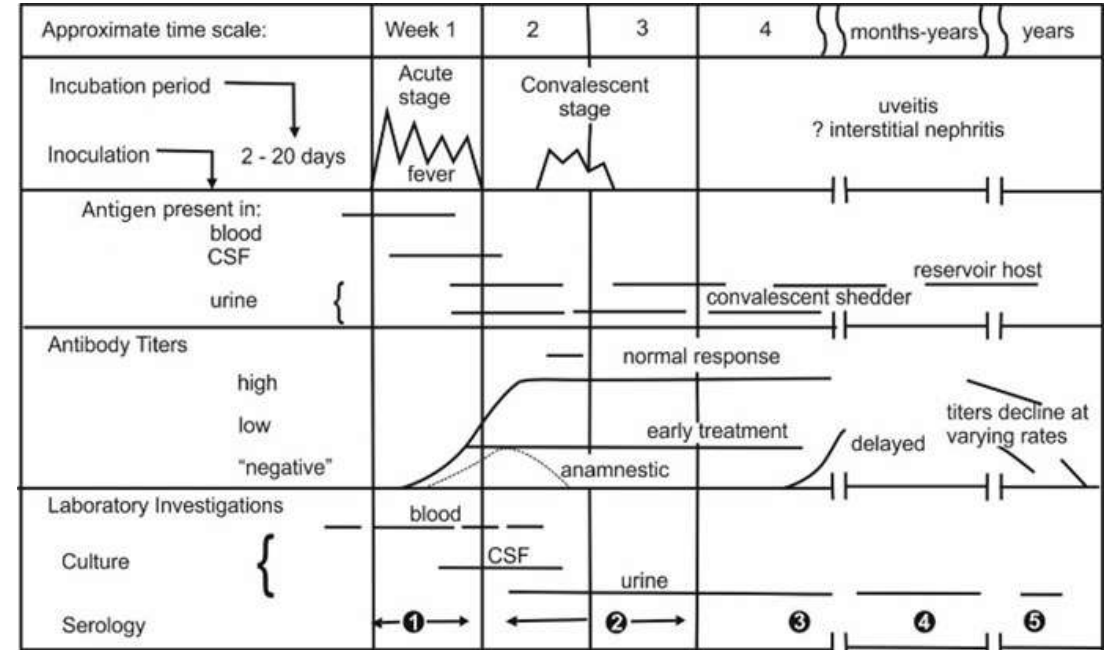 Approximate time scale: Week 1 2 3 4 months-years years
Incubation period
Inoculation
2 - 20 days
Acute
stage
fever
Convalescent
stage
uveitis
? interstitial nephritis
Antigen present in:
blood
CSF
urine {
reservoir host
convalescent shedder
Antibody Titers
high
low
"negative"
normal response
early treatment
anamnestic
delayed
titers decline at
varying rates
Laboratory Investigations
Culture {
blood
CSF
urine
Serology ❶ ❷ ❸ ❹ ❺